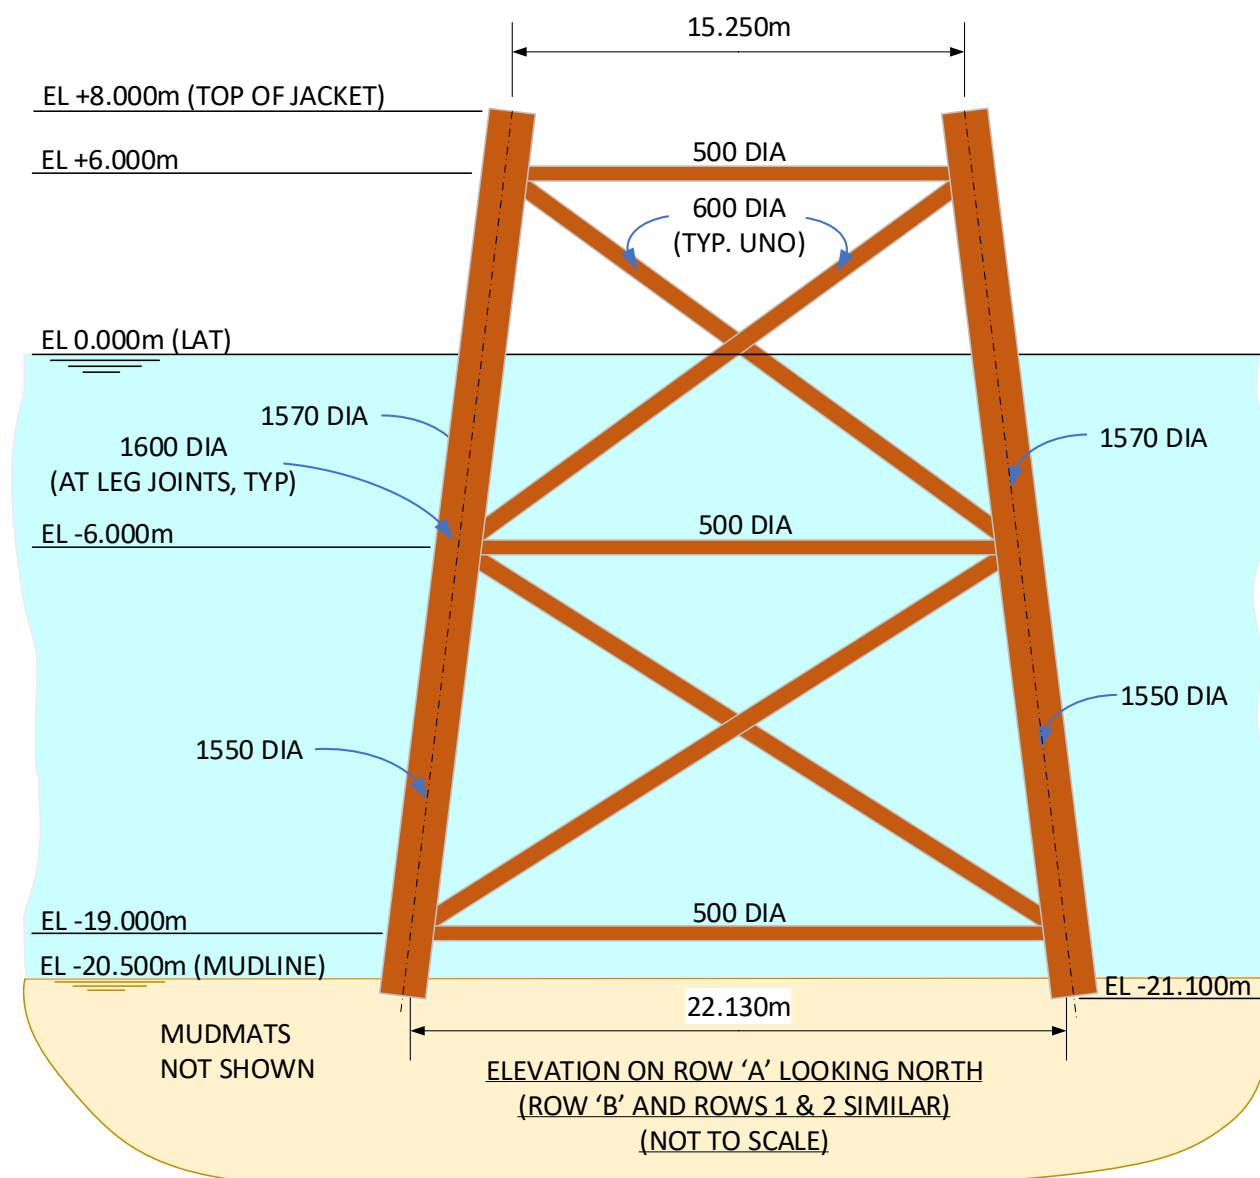 15.250m
EL +8.000m (TOP OF JACKET)
EL +6.000m
500 DIA
600 DIA
(TYP. UNO)
EL 0.000m (LAT)
1570 DIA
1600 DIA
(AT LEG JOINTS, TYP)
1570 DIA
EL -6.000m
500 DIA
1550 DIA
1550 DIA
EL -19.000m
500 DIA
EL -20.500m (MUDLINE)
EL -21.100m
22.130m
MUDMATS
NOT SHOWN
ELEVATION ON ROW ‘A’ LOOKING NORTH
(ROW ‘B’ AND ROWS 1 & 2 SIMILAR)
(NOT TO SCALE)